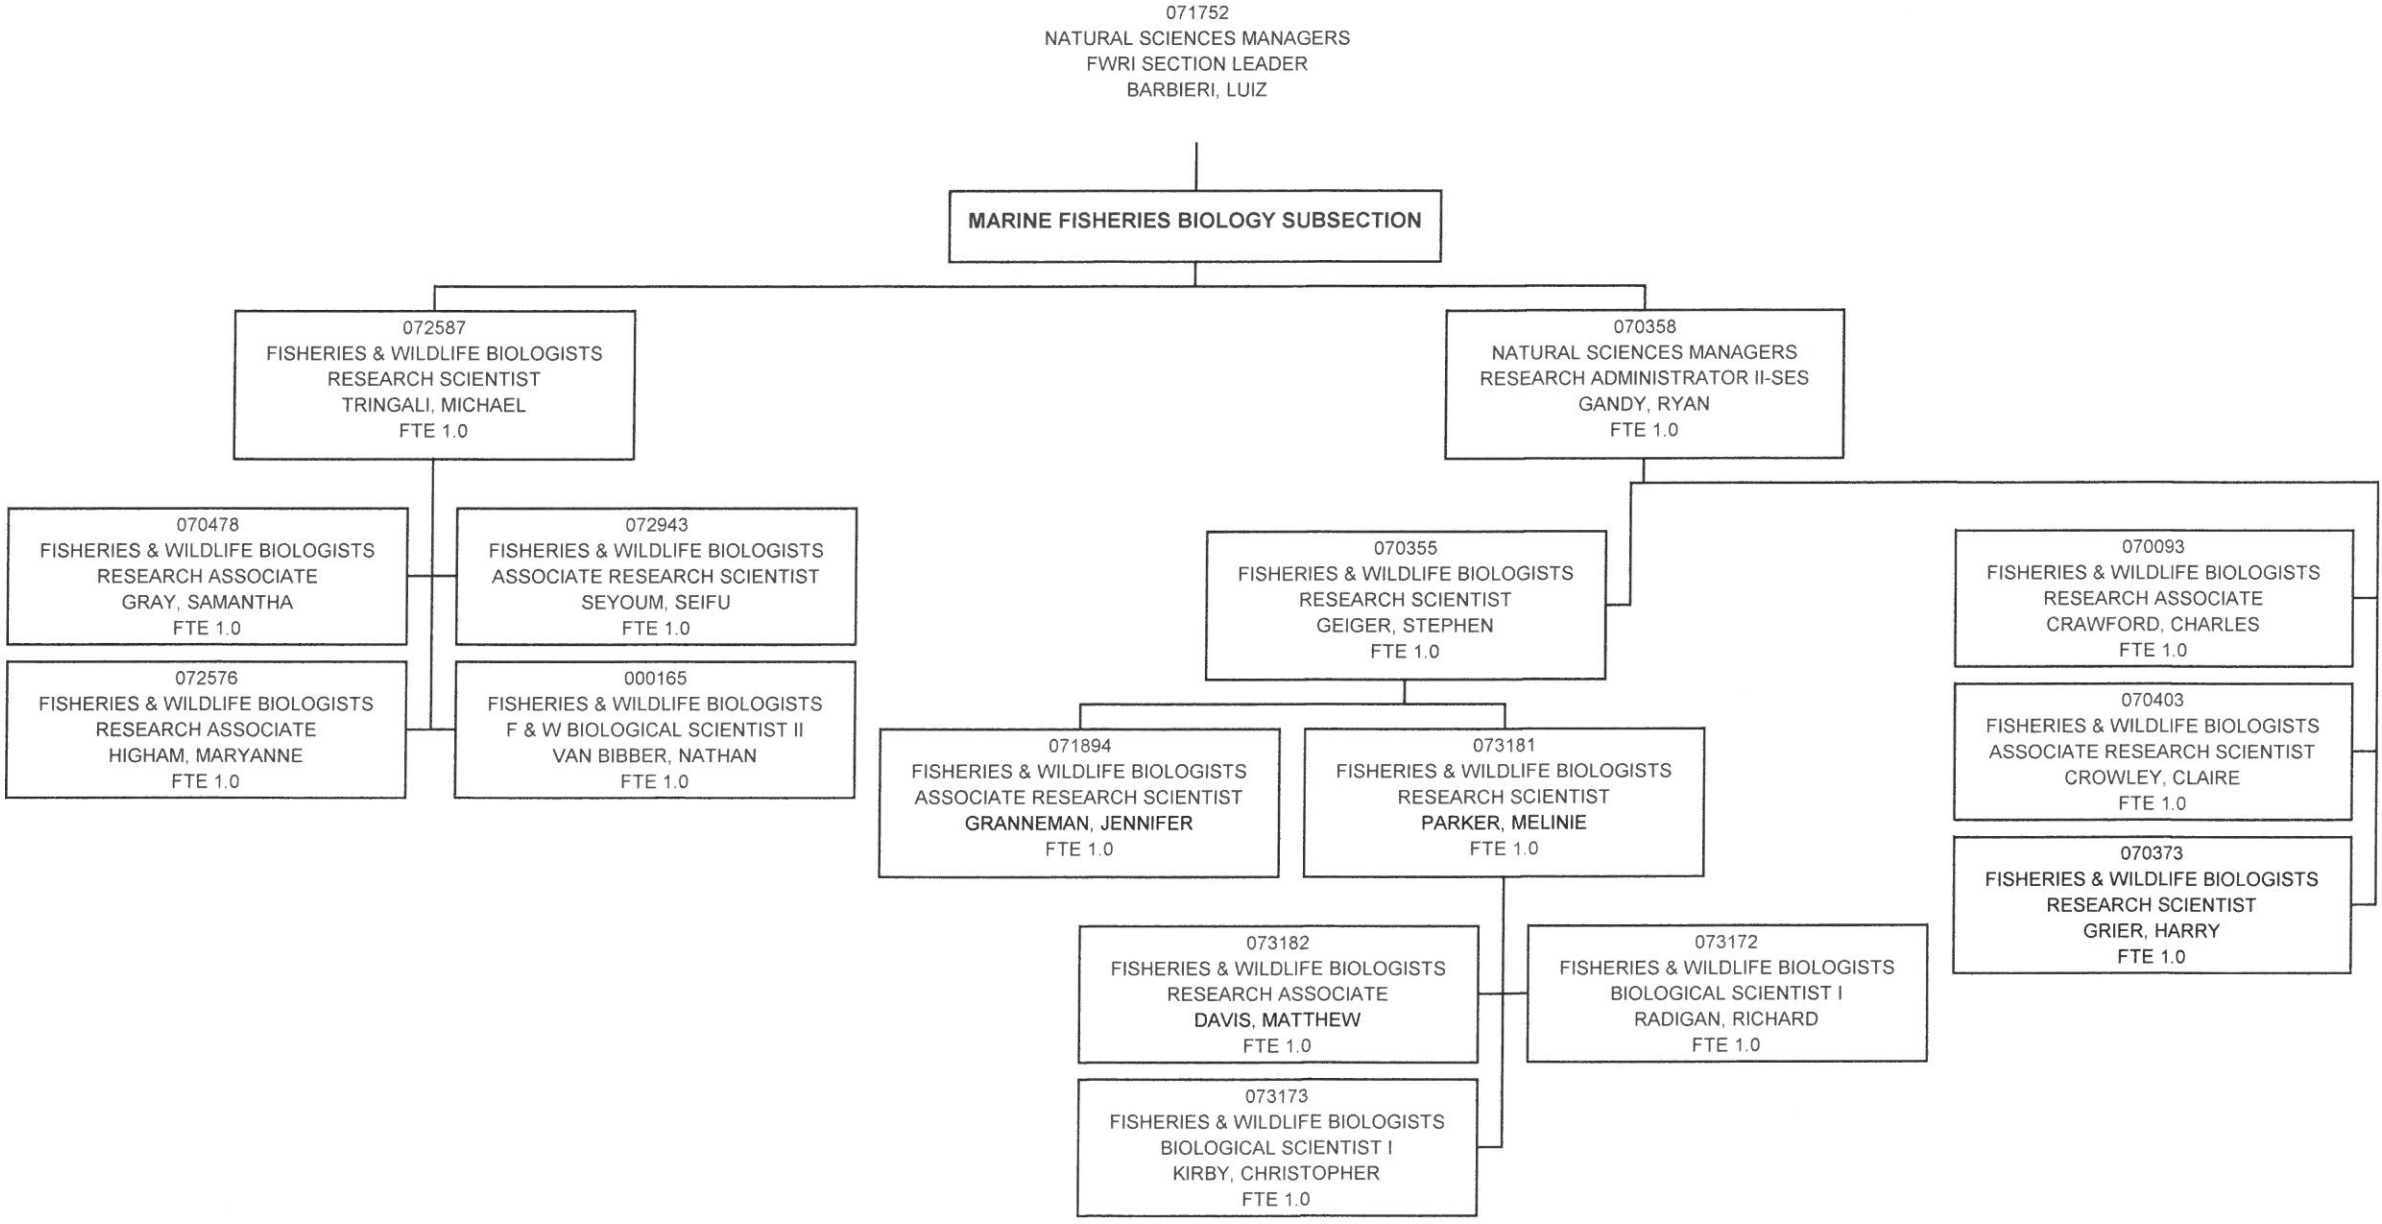 071752
NATURAL SCIENCES MANAGERS
FWRI SECTION LEADER
BARBIERI, LUIZ
MARINE FISHERIES BIOLOGY SUBSECTION
072587
FISHERIES & WILDLIFE BIOLOGISTS
RESEARCH SCIENTIST
TRINGALI, MICHAEL
FTE 1.0
070358
NATURAL SCIENCES MANAGERS
RESEARCH ADMINISTRATOR II-SES
GANDY, RYAN
FTE 1.0
070478
FISHERIES & WILDLIFE BIOLOGISTS
RESEARCH ASSOCIATE
GRAY, SAMANTHA
FTE 1.0
072943
FISHERIES & WILDLIFE BIOLOGISTS
ASSOCIATE RESEARCH SCIENTIST
SEYOUM, SEIFU
FTE 1.0
072576
FISHERIES & WILDLIFE BIOLOGISTS
RESEARCH ASSOCIATE
HIGHAM, MARYANNE
FTE 1.0
000165
FISHERIES & WILDLIFE BIOLOGISTS
F & W BIOLOGICAL SCIENTIST II
VAN BIBBER, NATHAN
FTE 1.0
070355
FISHERIES & WILDLIFE BIOLOGISTS
RESEARCH SCIENTIST
GEIGER, STEPHEN
FTE 1.0
071894
FISHERIES & WILDLIFE BIOLOGISTS
ASSOCIATE RESEARCH SCIENTIST
GRANNEMAN, JENNIFER
FTE 1.0
073181
FISHERIES & WILDLIFE BIOLOGISTS
RESEARCH SCIENTIST
PARKER, MELINIE
FTE 1.0
073182
FISHERIES & WILDLIFE BIOLOGISTS
RESEARCH ASSOCIATE
DAVIS, MATTHEW
FTE 1.0
073172
FISHERIES & WILDLIFE BIOLOGISTS
BIOLOGICAL SCIENTIST I
RADIGAN, RICHARD
FTE 1.0
073173
FISHERIES & WILDLIFE BIOLOGISTS
BIOLOGICAL SCIENTIST I
KIRBY, CHRISTOPHER
FTE 1.0
070093
FISHERIES & WILDLIFE BIOLOGISTS
RESEARCH ASSOCIATE
CRAWFORD, CHARLES
FTE 1.0
070403
FISHERIES & WILDLIFE BIOLOGISTS
ASSOCIATE RESEARCH SCIENTIST
CROWLEY, CLAIRE
FTE 1.0
070373
FISHERIES & WILDLIFE BIOLOGISTS
RESEARCH SCIENTIST
GRIER, HARRY
FTE 1.0